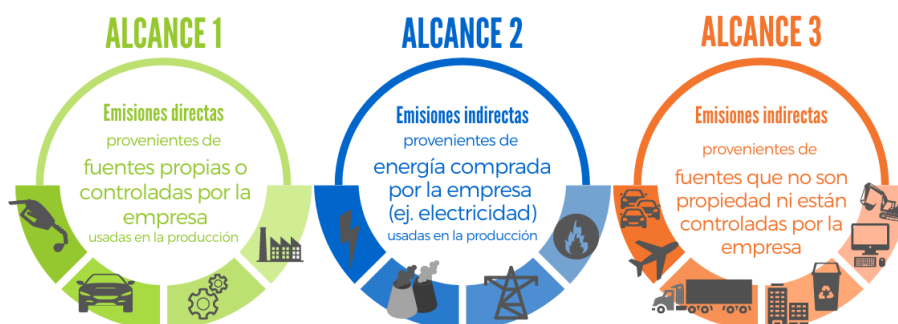 ALCANCE 1
Emisiones directas
provenientes de
fuentes propias o
controladas por la
empresa
usadas en la producción
ALCANCE 2
Emisiones indirectas
provenientes de
energía comprada
por la empresa
(ej. electricidad)
usadas en la producción
ALCANCE 3
Emisiones indirectas
provenientes de
fuentes que no son
propiedad ni están
controladas por la
empresa